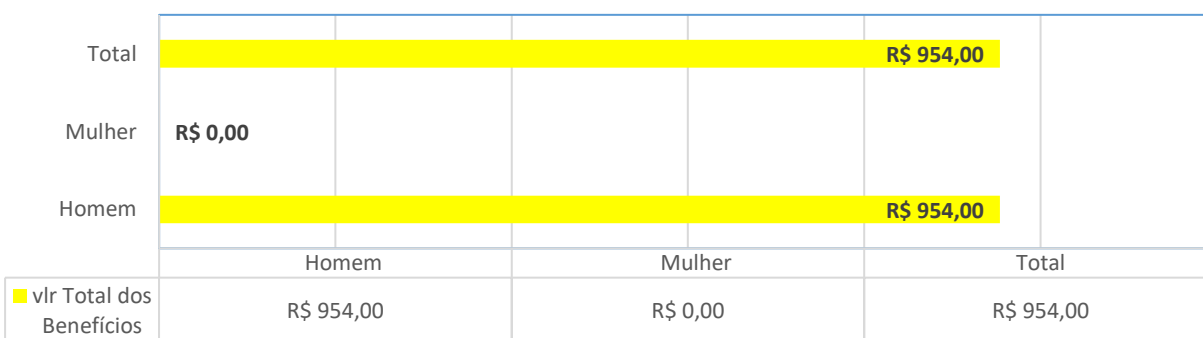 Total
R$ 954,00
Mulher
R$ 0,00
Homem
R$ 954,00
Homem Mulher Total
vlr Total dos
Benefícios
R$ 954,00 R$ 0,00 R$ 954,00